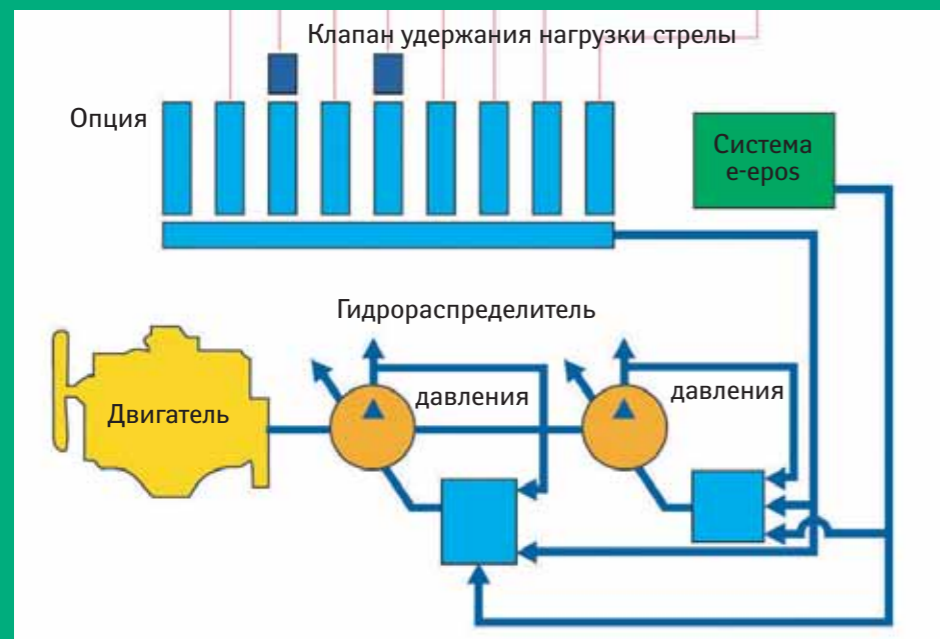 Клапан удержания нагрузки стрелы
Опция
Система
e-epos
Гидрораспределитель
давления
давления
Двигатель